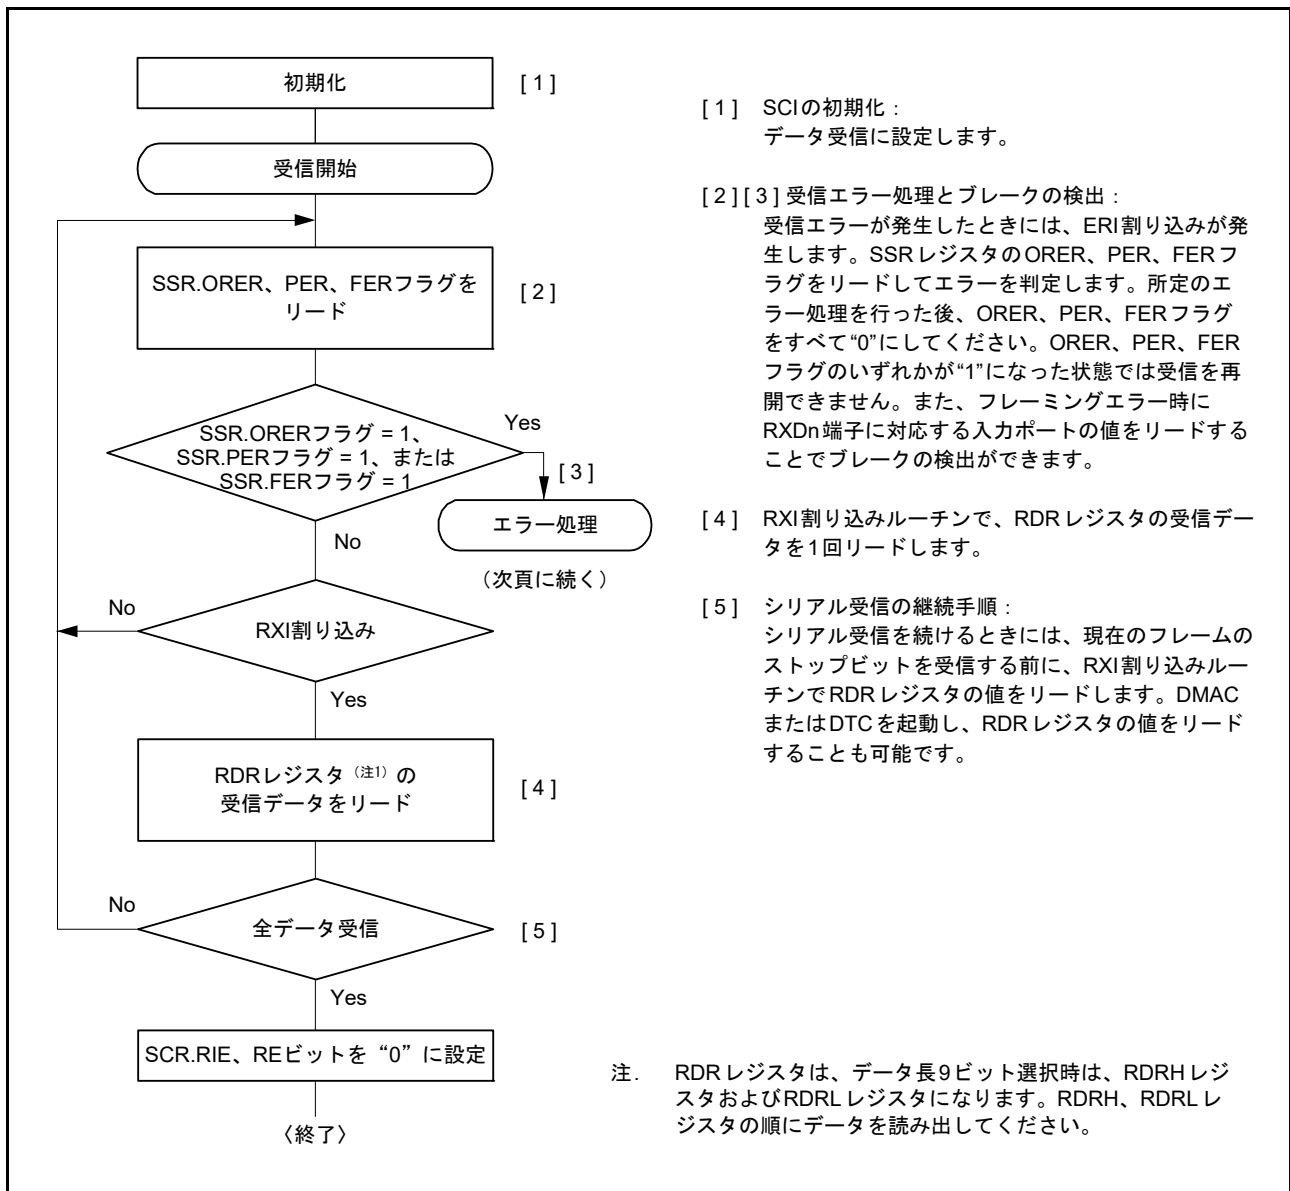 初期化
[ 1 ]
受信開始
SSR.ORER、PER、FERフラグを
リード
[ 2 ]
SSR.ORERフラグ = 1、
SSR.PERフラグ = 1、または
SSR.FERフラグ = 1
Yes
[ 3 ]
エラー処理
（次頁に続く）
No
RXI割り込み
No
Yes
RDRレジスタ（注1）の
受信データをリード
[ 4 ]
全データ受信
No
[ 5 ]
Yes
SCR.RIE、REビットを“0”に設定
〈終了〉
[ 1 ] SCIの初期化：
データ受信に設定します。
[ 2 ][ 3 ] 受信エラー処理とブレークの検出：
受信エラーが発生したときには、ERI割り込みが発
生します。SSRレジスタのORER、PER、FERフ
ラグをリードしてエラーを判定します。所定のエ
ラー処理を行った後、ORER、PER、FERフラグ
をすべて“0”にしてください。ORER、PER、FER
フラグのいずれかが“1”になった状態では受信を再
開できません。また、フレーミングエラー時に
RXDn端子に対応する入力ポートの値をリードする
ことでブレークの検出ができます。
[ 4 ] RXI割り込みルーチンで、RDRレジスタの受信デー
タを1回リードします。
[ 5 ] シリアル受信の継続手順：
シリアル受信を続けるときには、現在のフレームの
ストップビットを受信する前に、RXI割り込みルー
チンでRDRレジスタの値をリードします。DMAC
またはDTCを起動し、RDRレジスタの値をリード
することも可能です。
注. RDRレジスタは、データ長9ビット選択時は、RDRHレジ
スタおよびRDRLレジスタになります。RDRH、RDRLレ
ジスタの順にデータを読み出してください。